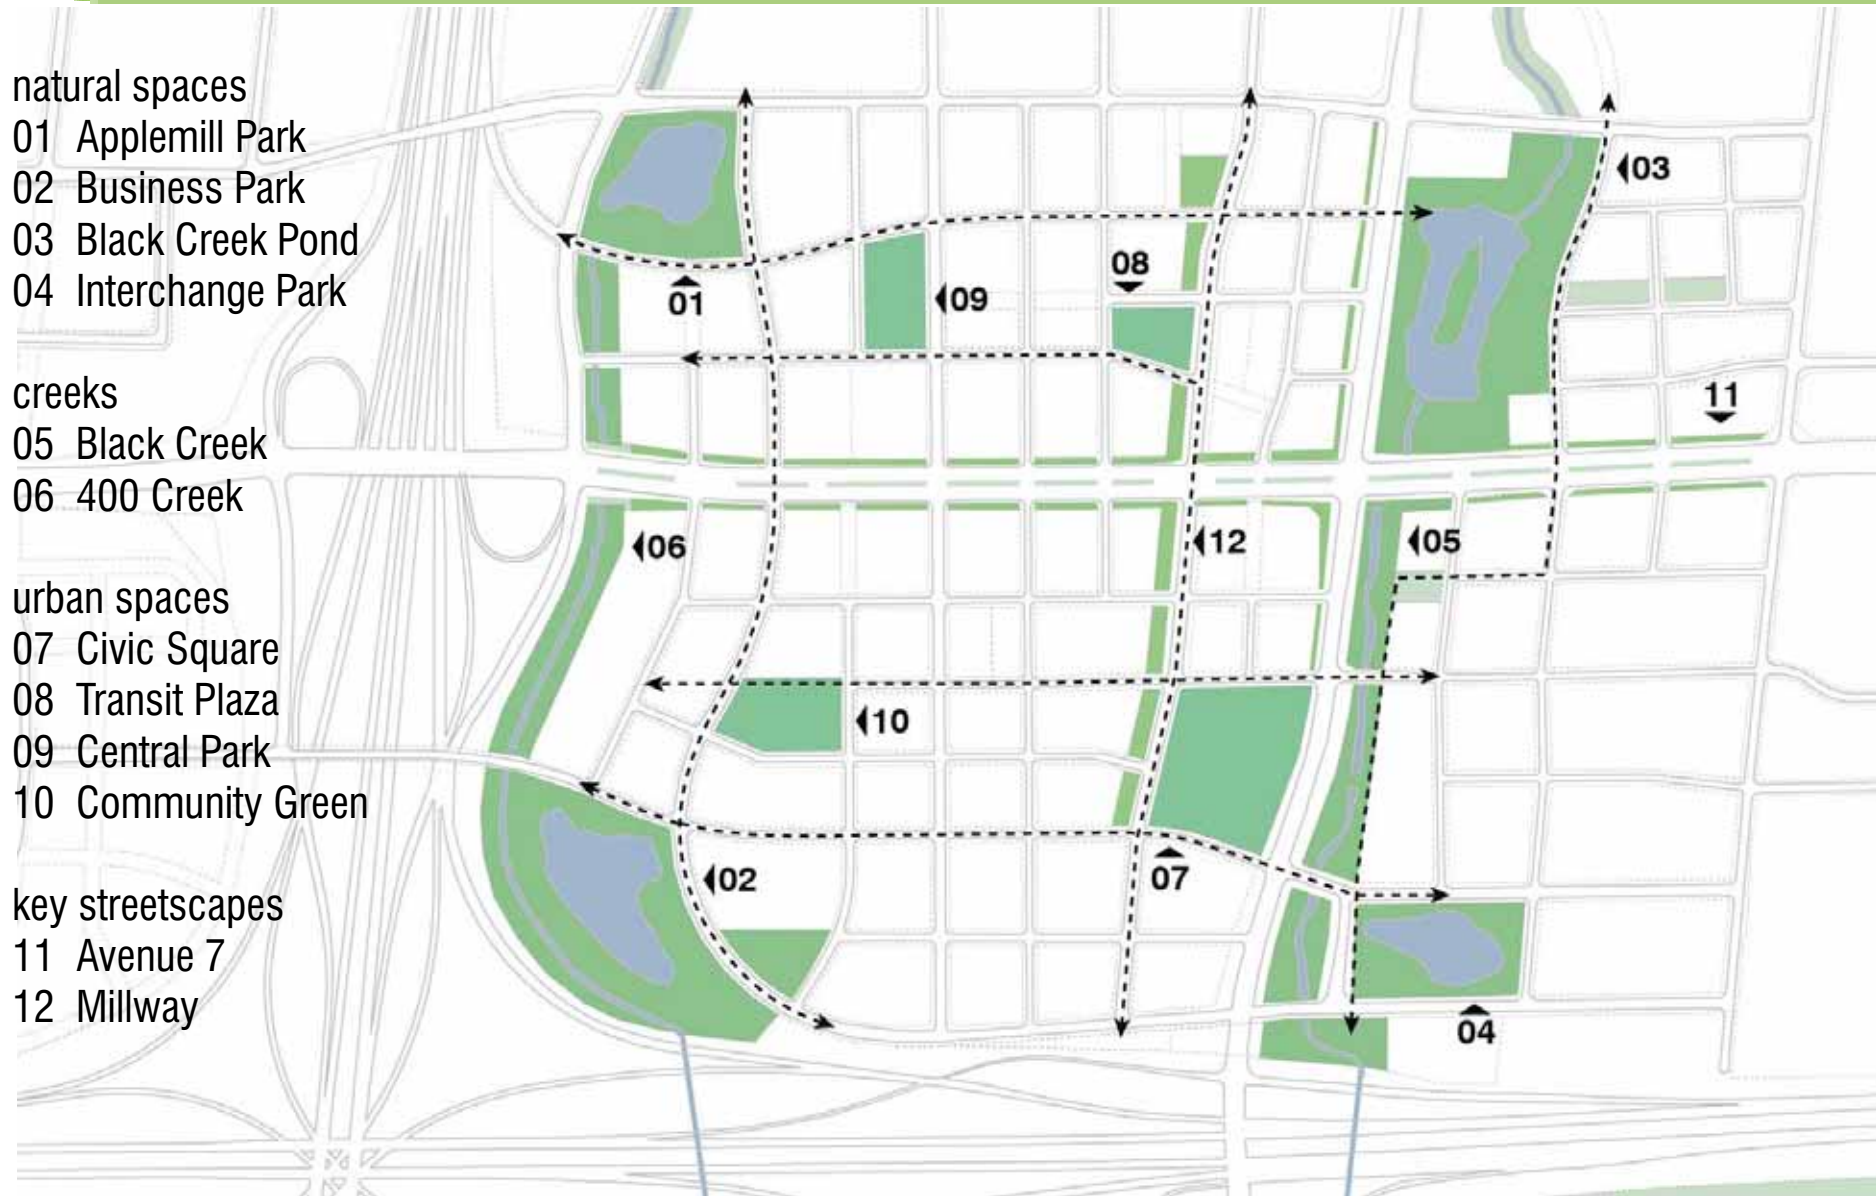 natural spaces
01 Applemill Park
02 Business Park
03 Black Creek Pond
04 Interchange Park
creeks
05 Black Creek
06 400 Creek
urban spaces
07 Civic Square
08 Transit Plaza
09 Central Park
10 Community Green
key streetscapes
11 Avenue 7
12 Millway
03
08
01
09
11
06
12
05
10
02
07
04